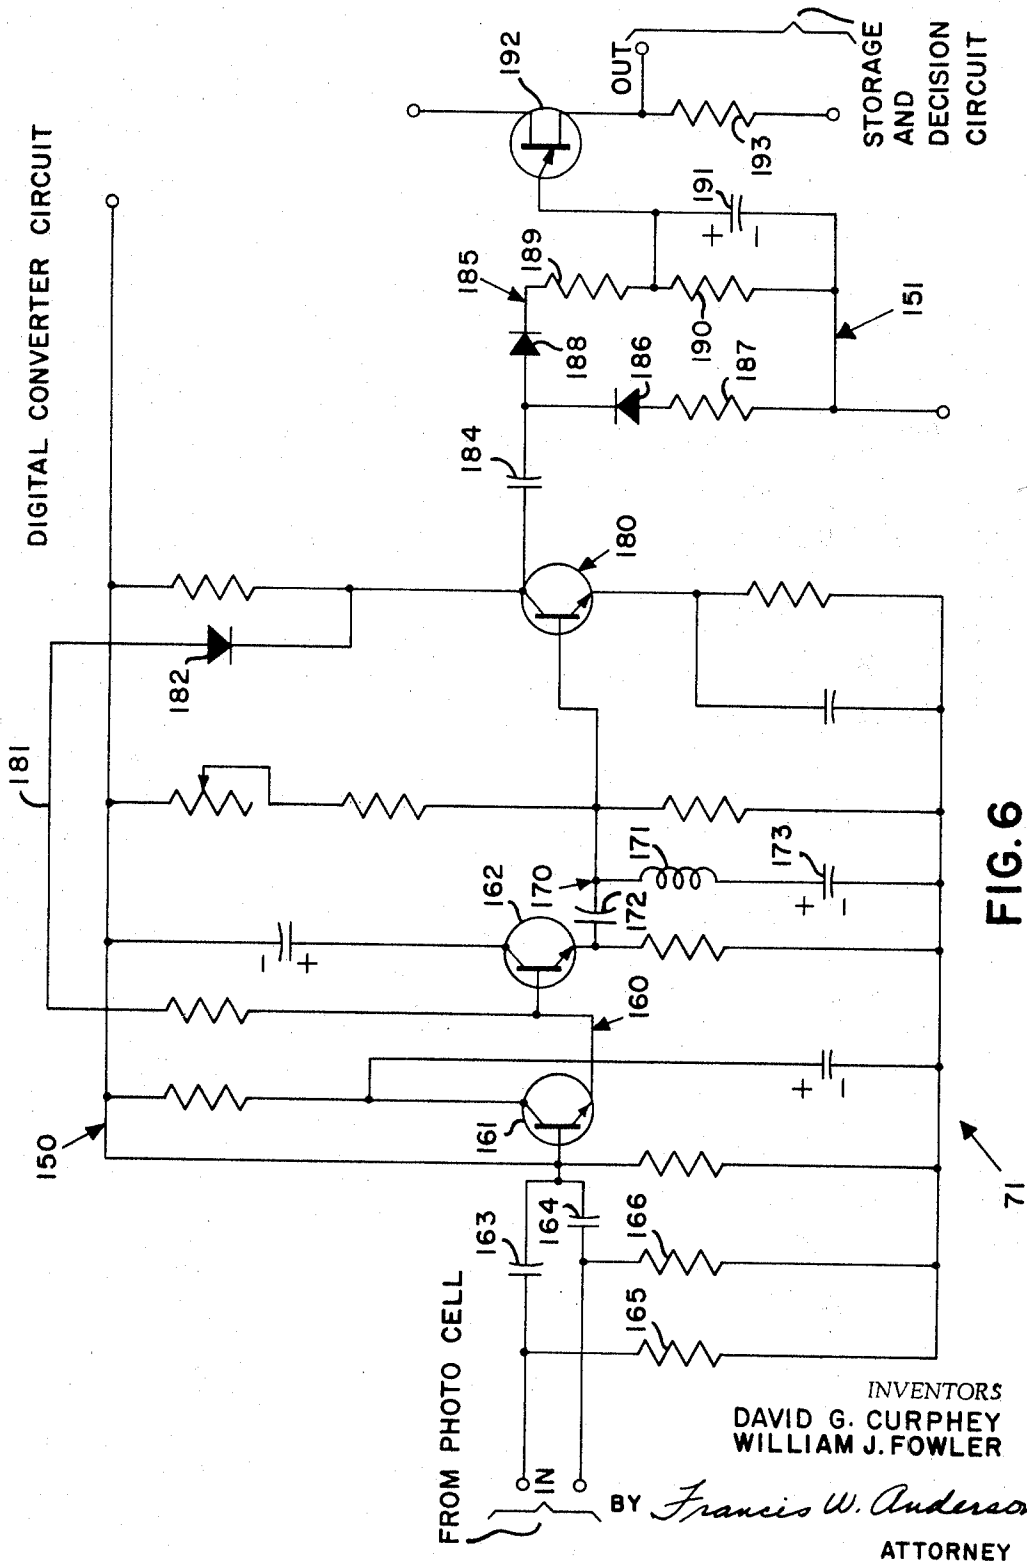 DIGITAL CONVERTER CIRCUIT
181
150
182
162
170
171
172
173
160
161
163
164
165
166
180
184
185
188
189
186
187
190
191
192
193
151
+
-
+
-
+
-
+
-
OUT
STORAGE
AND
DECISION
CIRCUIT
FROM PHOTO CELL
IN
71
FIG. 6
INVENTORS
DAVID G. CURPHEY
WILLIAM J. FOWLER
BY Francis W. Anderson
ATTORNEY